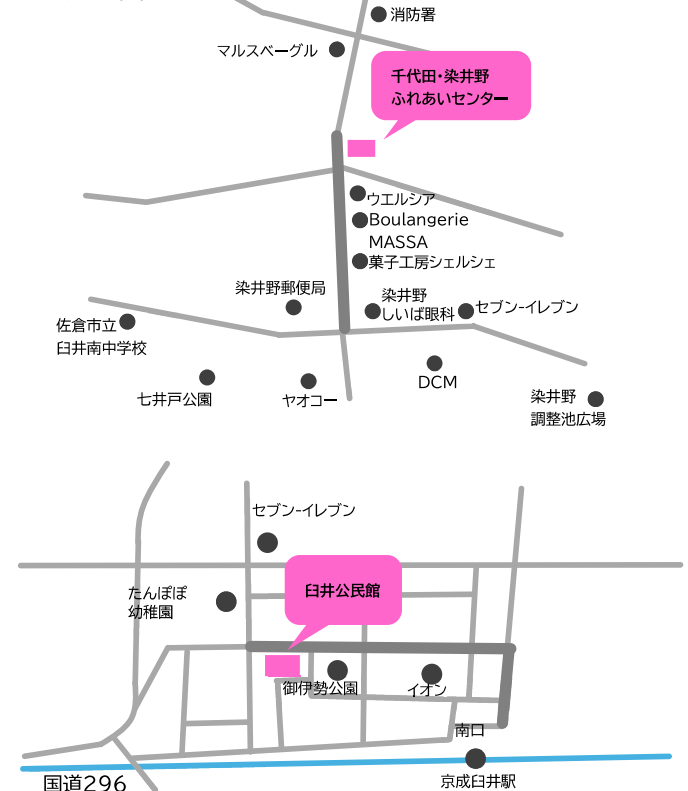 消防署
マルスベーグル
千代田・染井野
ふれあいセンター
ウエルシア
Boulangerie
MASSA
菓子工房シェルシェ
染井野郵便局
染井野
しいば眼科
セブン-イレブン
佐倉市立
臼井南中学校
七井戸公園
ヤオコー
DCM
染井野
調整池広場
セブン-イレブン
たんぽぽ
幼稚園
臼井公民館
御伊勢公園
イオン
南口
京成臼井駅
国道296